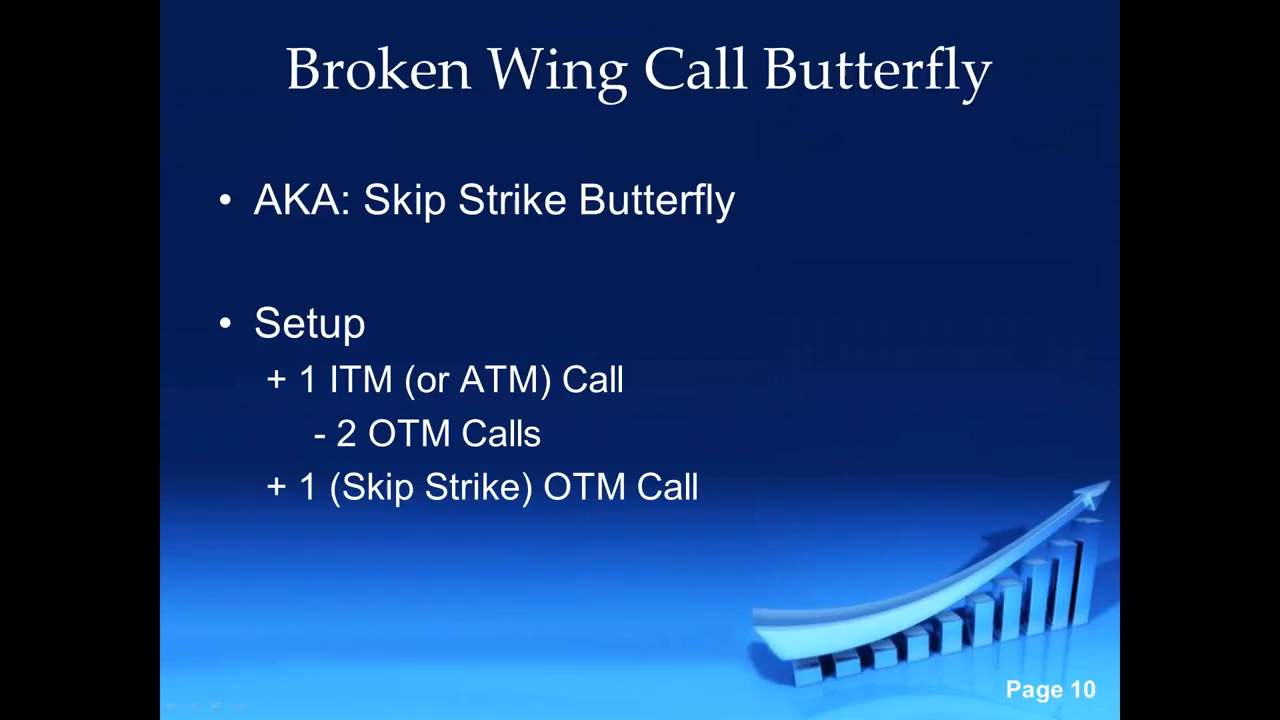 Broken Wing Call Butterfly
• AKA: Skip Strike Butterfly
• Setup
+ 1 ITM (or ATM) Call
- 2 OTM Calls
+ 1 (Skip Strike) OTM Call
Page 10